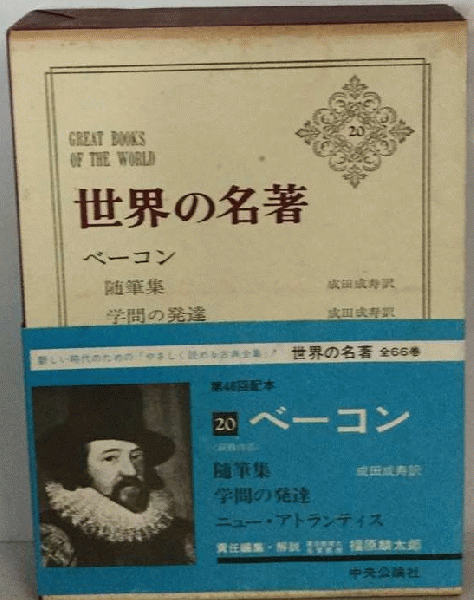 20
GREAT BOOKS
OF THE WORLD
世界の名著
ベーコン
随筆集 成田成寿訳
学問の発達 成田成寿訳
新しい時代のための「やさしく読める古典全集」! 世界の名著 全66巻
第46回配本
20 ベーコン
随筆集 成田成寿訳
学問の発達
ニュー・アトランティス
責任編集・解説 福原麟太郎
中央公論社